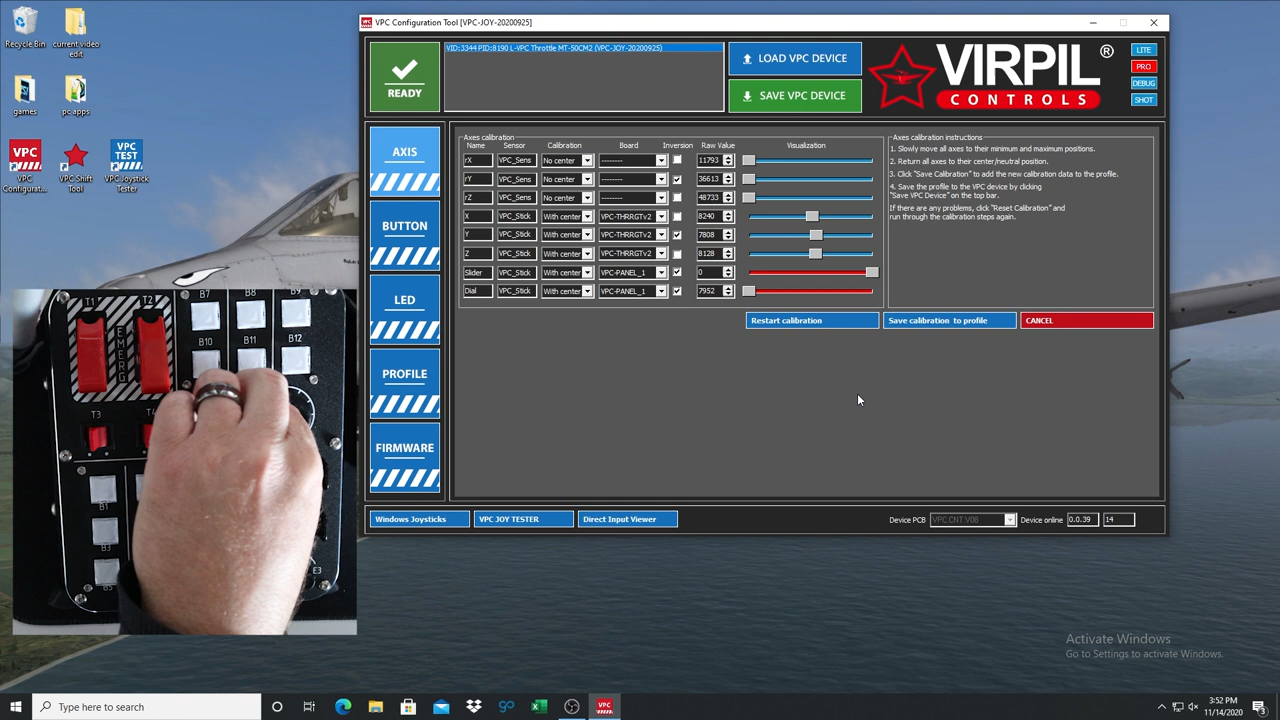 VPC Configuration Tool [VPC-JOY-20200925]
Recycle Bin
current video
edit
games
pc apps
VPC
Configurat...
VPC Shift
Tool
VPC
TEST
VPC Joystick
Tester
READY
VID:3344 PID:8190 L-VPC Throttle MT-50CM2 (VPC-JOY-20200925)
LOAD VPC DEVICE
SAVE VPC DEVICE
VIRPIL ®
CONTROLS
LITE
PRO
DEBUG
SHOT
AXIS
BUTTON
LED
PROFILE
FIRMWARE
Axes calibration
Name Sensor Calibration Board Inversion Raw Value Visualization
rX VPC_Sens No center -------- 11793
rY VPC_Sens No center -------- 36613
rZ VPC_Sens No center -------- 48733
X VPC_Stick With center VPC-THRRGTv2 8240
Y VPC_Stick With center VPC-THRRGTv2 7808
Z VPC_Stick With center VPC-THRRGTv2 8128
Slider VPC_Stick With center VPC-PANEL_1 0
Dial VPC_Stick With center VPC-PANEL_1 7952
Axes calibration instructions
1. Slowly move all axes to their minimum and maximum positions.
2. Return all axes to their center/neutral position.
3. Click "Save Calibration" to add the new calibration data to the profile.
4. Save the profile to the VPC device by clicking
"Save VPC Device" on the top bar.
If there are any problems, click "Reset Calibration" and
run through the calibration steps again.
Restart calibration
Save calibration to profile
CANCEL
Windows Joysticks
VPC JOY TESTER
Direct Input Viewer
Device PCB VPC.CNT V08 Device online 0.0.39 14
T1 T2 B7 B8 B9
EMERG
B10 B11 B12
T3 T4
B1
B3
B5
E3
Activate Windows
Go to Settings to activate Windows.
Type here to search
VPC
3:52 PM
11/14/2020
3